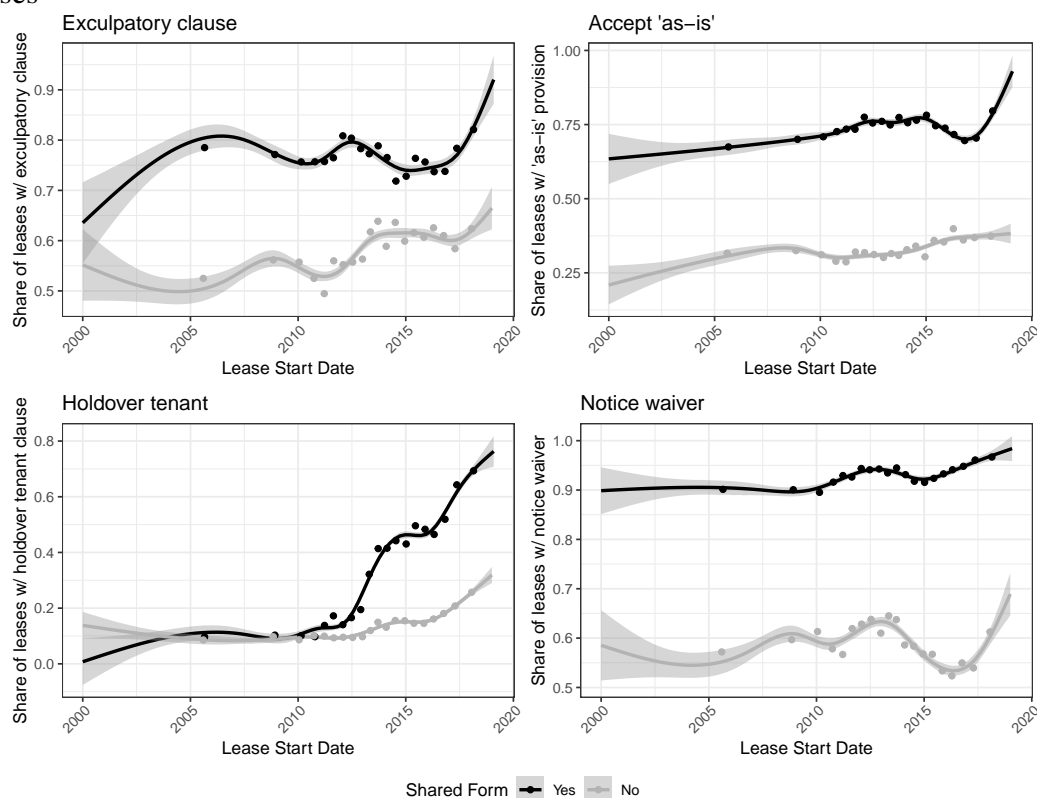 ses
Exculpatory clause
Share of leases w/ exculpatory clause
0.9
0.8
0.7
0.6
0.5
2000
2005
2010
2015
2020
Lease Start Date
Accept 'as−is'
Share of leases w/ 'as−is' provision
1.00
0.75
0.50
0.25
2000
2005
2010
2015
2020
Lease Start Date
Holdover tenant
Share of leases w/ holdover tenant clause
0.8
0.6
0.4
0.2
0.0
2000
2005
2010
2015
2020
Lease Start Date
Notice waiver
Share of leases w/ notice waiver
1.0
0.9
0.8
0.7
0.6
0.5
2000
2005
2010
2015
2020
Lease Start Date
Shared Form Yes No